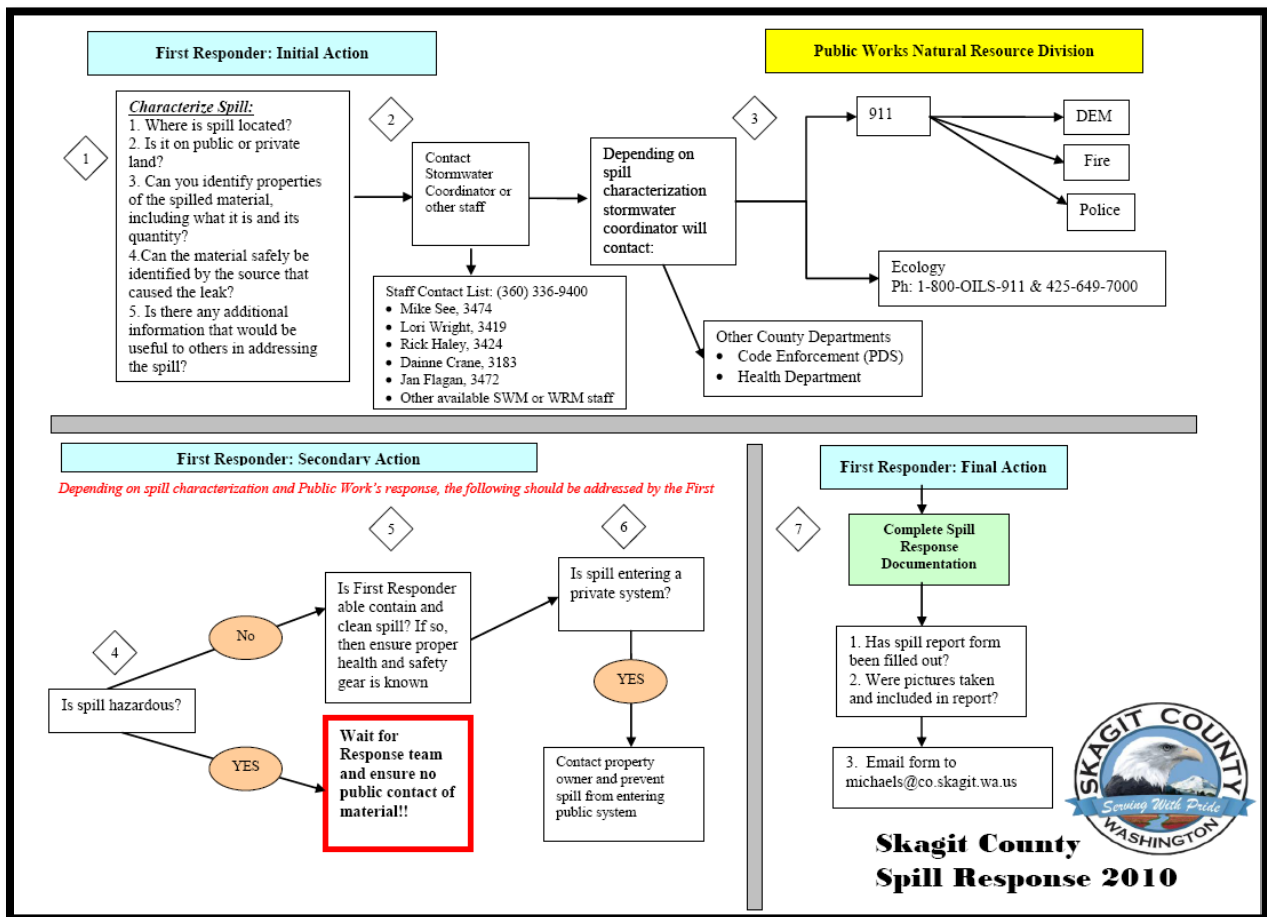 First Responder: Initial Action
Public Works Natural Resource Division
1
Characterize Spill:
1. Where is spill located?
2. Is it on public or private
land?
3. Can you identify properties
of the spilled material,
including what it is and its
quantity?
4.Can the material safely be
identified by the source that
caused the leak?
5. Is there any additional
information that would be
useful to others in addressing
the spill?
2
Contact
Stormwater
Coordinator or
other staff
Staff Contact List: (360) 336-9400
• Mike See, 3474
• Lori Wright, 3419
• Rick Haley, 3424
• Dainne Crane, 3183
• Jan Flagan, 3472
• Other available SWM or WRM staff
3
Depending on
spill
characterization
stormwater
coordinator will
contact:
911
DEM
Fire
Police
Ecology
Ph: 1-800-OILS-911 & 425-649-7000
Other County Departments
• Code Enforcement (PDS)
• Health Department
First Responder: Secondary Action
Depending on spill characterization and Public Work's response, the following should be addressed by the First
4
Is spill hazardous?
No
YES
5
Is First Responder
able contain and
clean spill? If so,
then ensure proper
health and safety
gear is known
Wait for
Response team
and ensure no
public contact of
material!!
6
Is spill entering a
private system?
YES
Contact property
owner and prevent
spill from entering
public system
First Responder: Final Action
7
Complete Spill
Response
Documentation
1. Has spill report form
been filled out?
2. Were pictures taken
and included in report?
3. Email form to
michaels@co.skagit.wa.us
SKAGIT COUNTY
Serving With Pride
WASHINGTON
Skagit County
Spill Response 2010